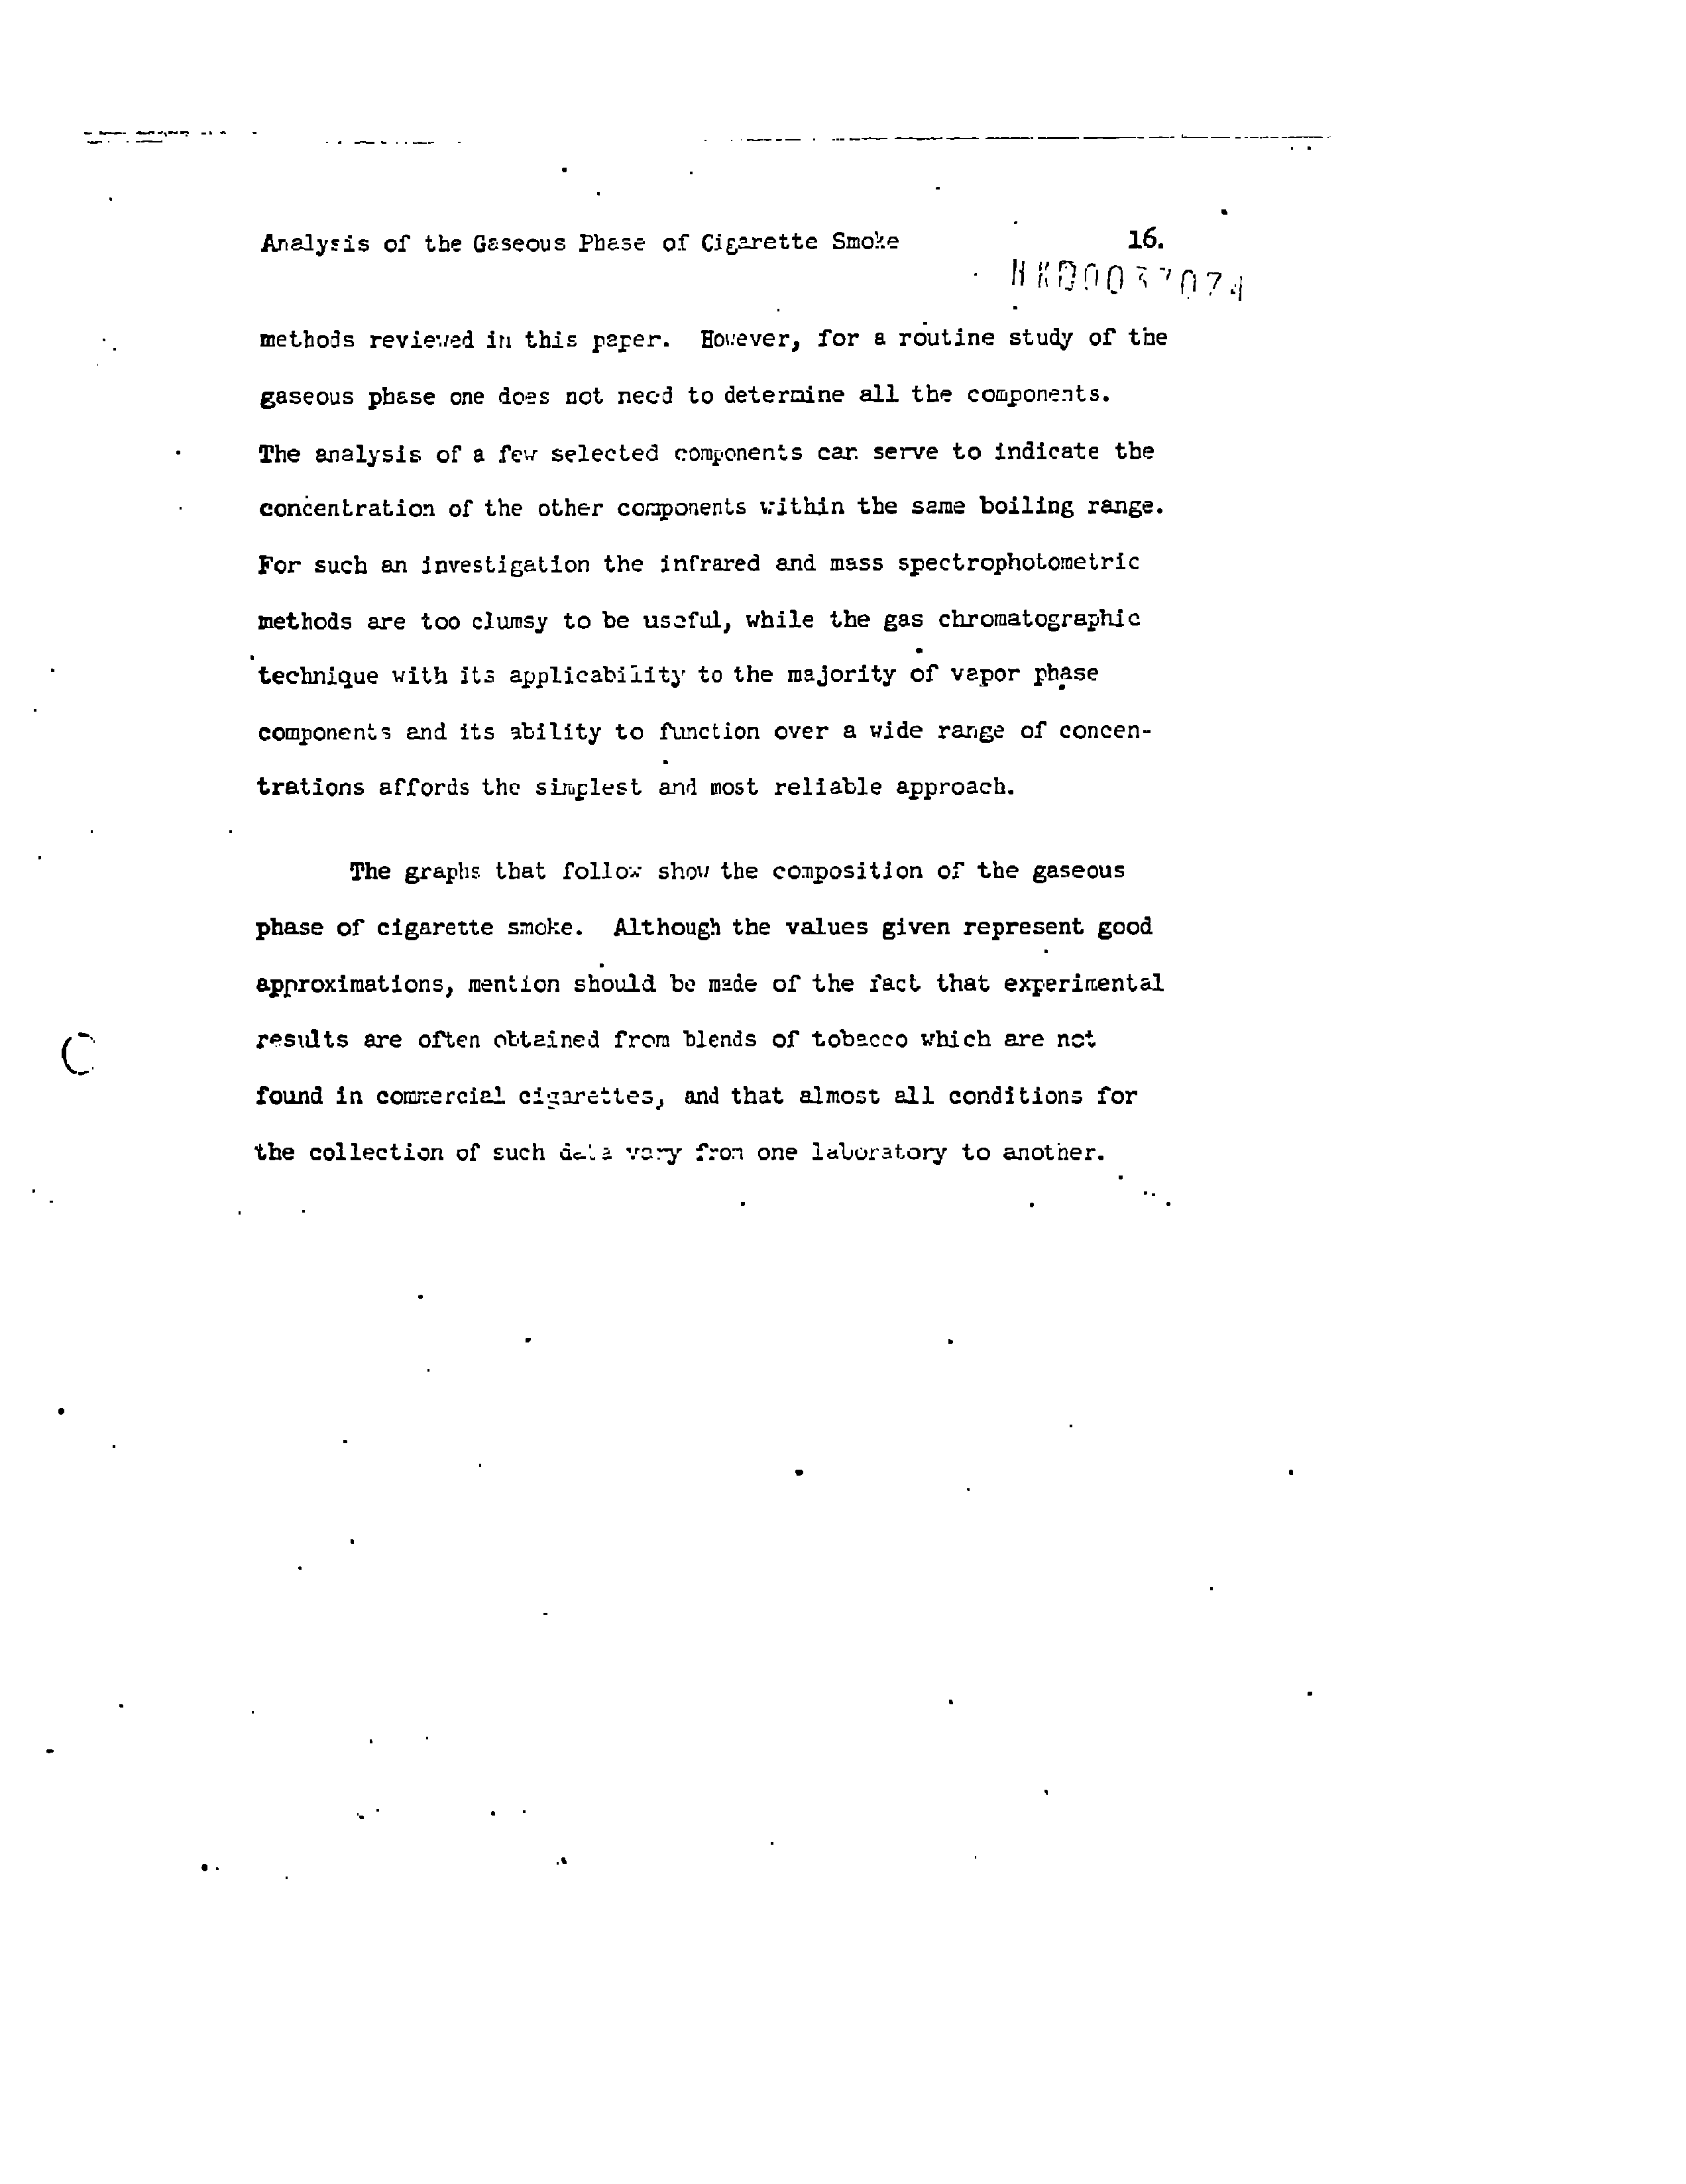 Analysis of the Gaseous Phase of Cigarette Smoke 16.
methods reviewed in this paper. However, for a routine study of the
gaseous phase one does not need to determine all the components.
The analysis of a few selected components can serve to indicate the
concentration of the other components within the same boiling range.
For such an investigation the infrared and mass spectrophotometric
methods are too clumsy to be useful, while the gas chromatographic
technique with its applicability to the majority of vapor phase
components and its ability to function over a wide range of concen-
trations affords the simplest and most reliable approach.
The graphs that follow show the composition of the gaseous
phase of cigarette smoke. Although the values given represent good
approximations, mention should be made of the fact that experimental
results are often obtained from blends of tobacco which are not
found in commercial cigarettes, and that almost all conditions for
the collection of such data vary from one laboratory to another.